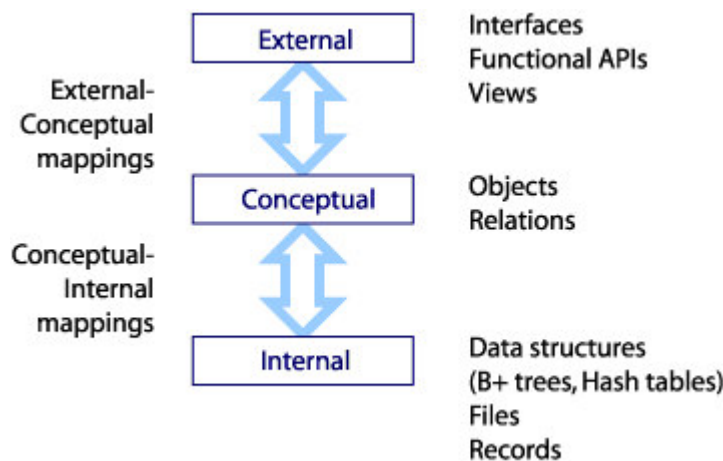 External
Interfaces
Functional APIs
Views
External-
Conceptual
mappings
Conceptual
Objects
Relations
Conceptual-
Internal
mappings
Internal
Data structures
(B+ trees, Hash tables)
Files
Records